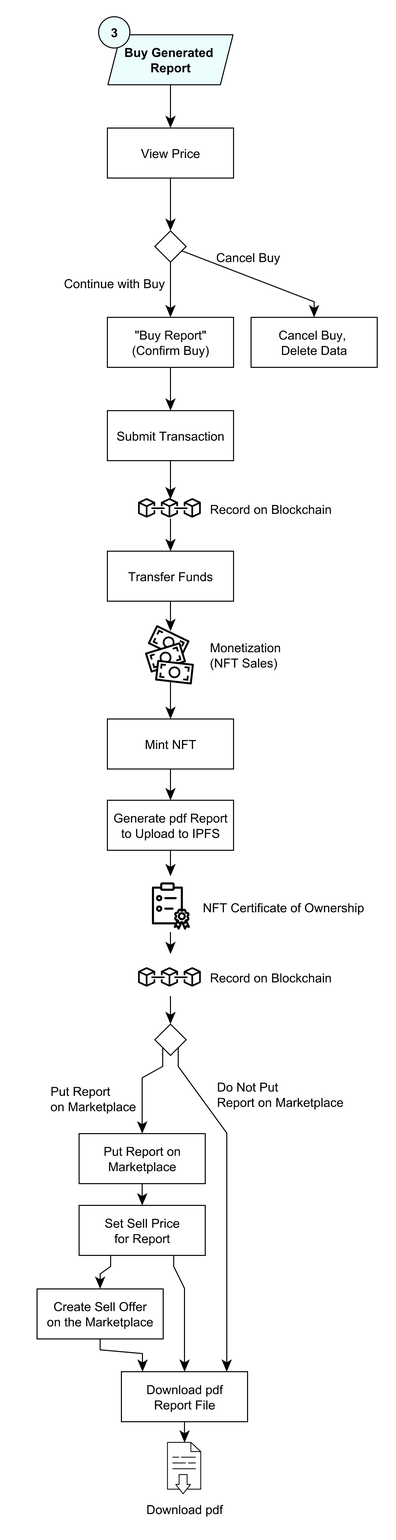 3
Buy Generated
Report
View Price
Cancel Buy
Continue with Buy
"Buy Report"
(Confirm Buy)
Cancel Buy,
Delete Data
Submit Transaction
Record on Blockchain
Transfer Funds
Monetization
(NFT Sales)
Mint NFT
Generate pdf Report
to Upload to IPFS
NFT Certificate of Ownership
Record on Blockchain
Put Report
on Marketplace
Do Not Put
Report on Marketplace
Put Report on
Marketplace
Set Sell Price
for Report
Create Sell Offer
on the Marketplace
Download pdf
Report File
Download pdf